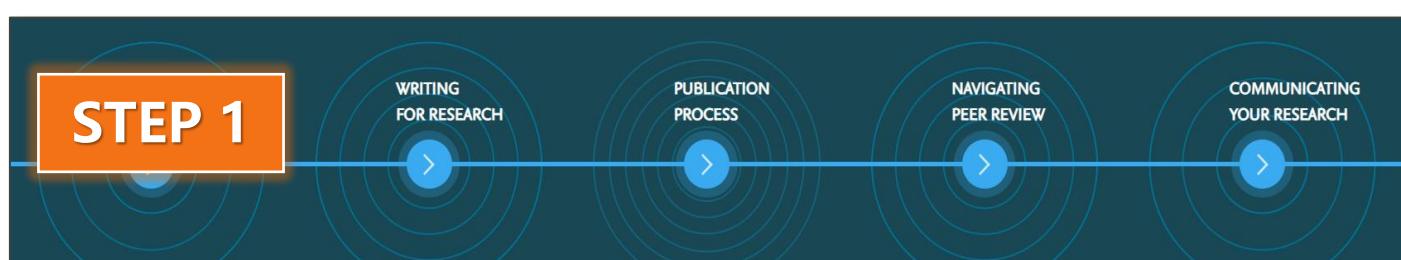 STEP 1
WRITING
FOR RESEARCH
PUBLICATION
PROCESS
NAVIGATING
PEER REVIEW
COMMUNICATING
YOUR RESEARCH